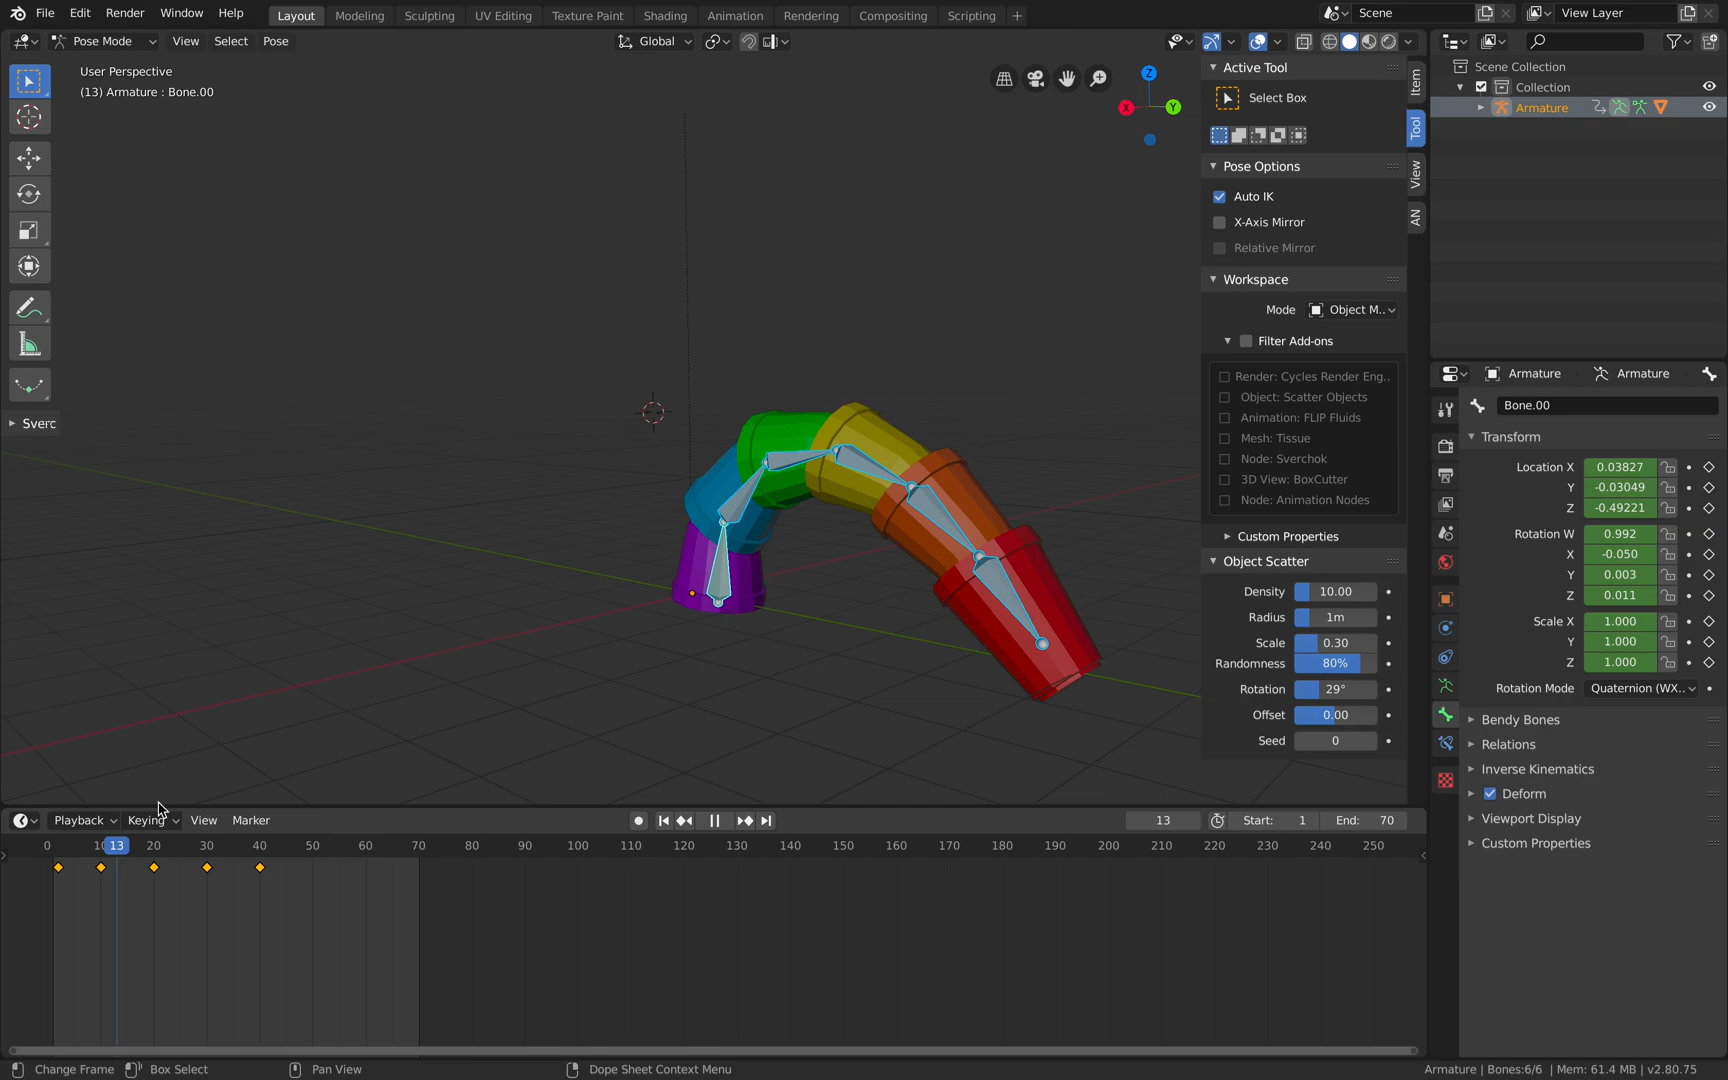 File Edit Render Window Help Layout Modeling Sculpting UV Editing Texture Paint Shading Animation Rendering Compositing Scripting + Scene View Layer
Pose Mode View Select Pose Global
User Perspective
(13) Armature : Bone.00
Z
X
Y
Sverc
Active Tool
Select Box
Pose Options
Auto IK
X-Axis Mirror
Relative Mirror
Workspace
Mode Object M..
Filter Add-ons
Render: Cycles Render Eng..
Object: Scatter Objects
Animation: FLIP Fluids
Mesh: Tissue
Node: Sverchok
3D View: BoxCutter
Node: Animation Nodes
Custom Properties
Object Scatter
Density 10.00
Radius 1m
Scale 0.30
Randomness 80%
Rotation 29°
Offset 0.00
Seed 0
Item
Tool
View
AN
Scene Collection
Collection
Armature
Armature Armature
Bone.00
Transform
Location X 0.03827
Y -0.03049
Z -0.49221
Rotation W 0.992
X -0.050
Y 0.003
Z 0.011
Scale X 1.000
Y 1.000
Z 1.000
Rotation Mode Quaternion (WX..
Bendy Bones
Relations
Inverse Kinematics
Deform
Viewport Display
Custom Properties
Playback Keying View Marker 13 Start: 1 End: 70
0 10 13 20 30 40 50 60 70 80 90 100 110 120 130 140 150 160 170 180 190 200 210 220 230 240 250
Change Frame Box Select Pan View Dope Sheet Context Menu Armature | Bones:6/6 | Mem: 61.4 MB | v2.80.75